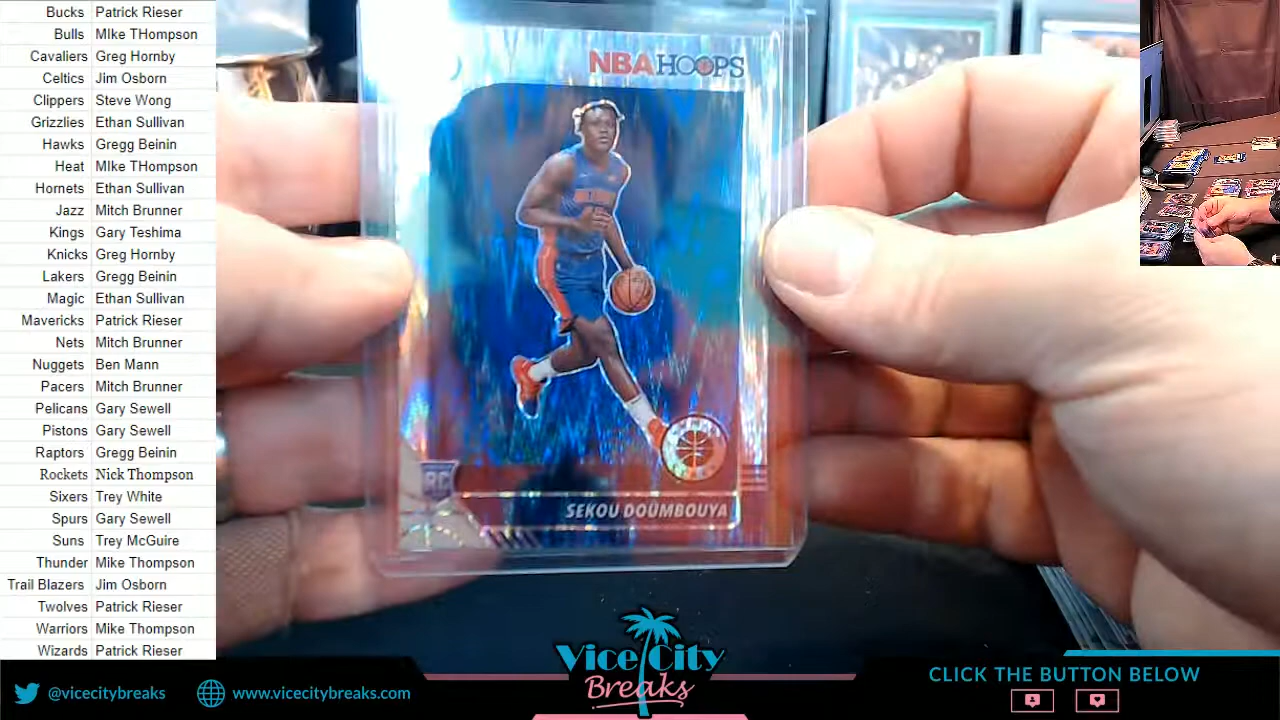 Bucks Patrick Rieser
Bulls MIke THompson
Cavaliers Greg Hornby
Celtics Jim Osborn
Clippers Steve Wong
Grizzlies Ethan Sullivan
Hawks Gregg Beinin
Heat MIke THompson
Hornets Ethan Sullivan
Jazz Mitch Brunner
Kings Gary Teshima
Knicks Greg Hornby
Lakers Gregg Beinin
Magic Ethan Sullivan
Mavericks Patrick Rieser
Nets Mitch Brunner
Nuggets Ben Mann
Pacers Mitch Brunner
Pelicans Gary Sewell
Pistons Gary Sewell
Raptors Gregg Beinin
Rockets Nick Thompson
Sixers Trey White
Spurs Gary Sewell
Suns Trey McGuire
Thunder Mike Thompson
Trail Blazers Jim Osborn
Twolves Patrick Rieser
Warriors Mike Thompson
Wizards Patrick Rieser
NBA HOOPS
RC
SEKOU DOUMBOUYA
Vice City
Breaks
@vicecitybreaks
www.vicecitybreaks.com
CLICK THE BUTTON BELOW